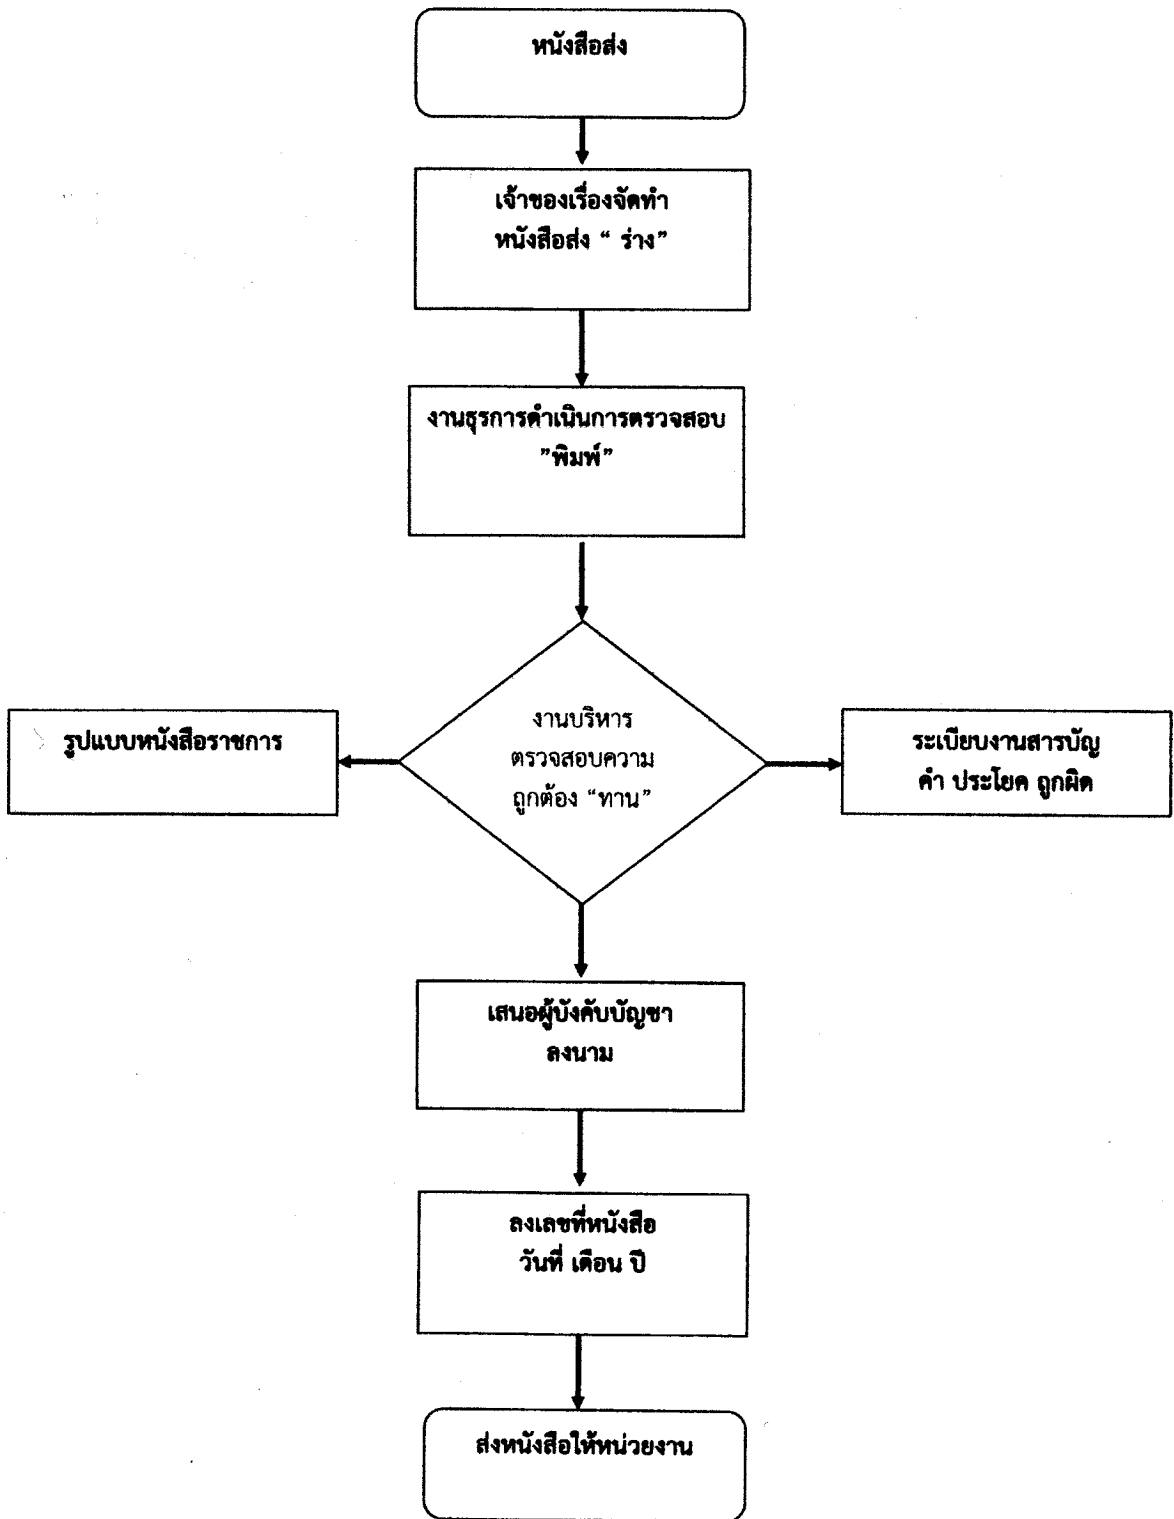 หนังสือส่ง
เจ้าของเรื่องจัดทำ
หนังสือส่ง “ ร่าง”
งานธุรการดำเนินการตรวจสอบ
”พิมพ์”
งานบริหาร
ตรวจสอบความ
ถูกต้อง “ทาน”
รูปแบบหนังสือราชการ
ระเบียบงานสารบัญ
คำ ประโยค ถูกผิด
เสนอผู้บังคับบัญชา
ลงนาม
ลงเลขที่หนังสือ
วันที่ เดือน ปี
ส่งหนังสือให้หน่วยงาน